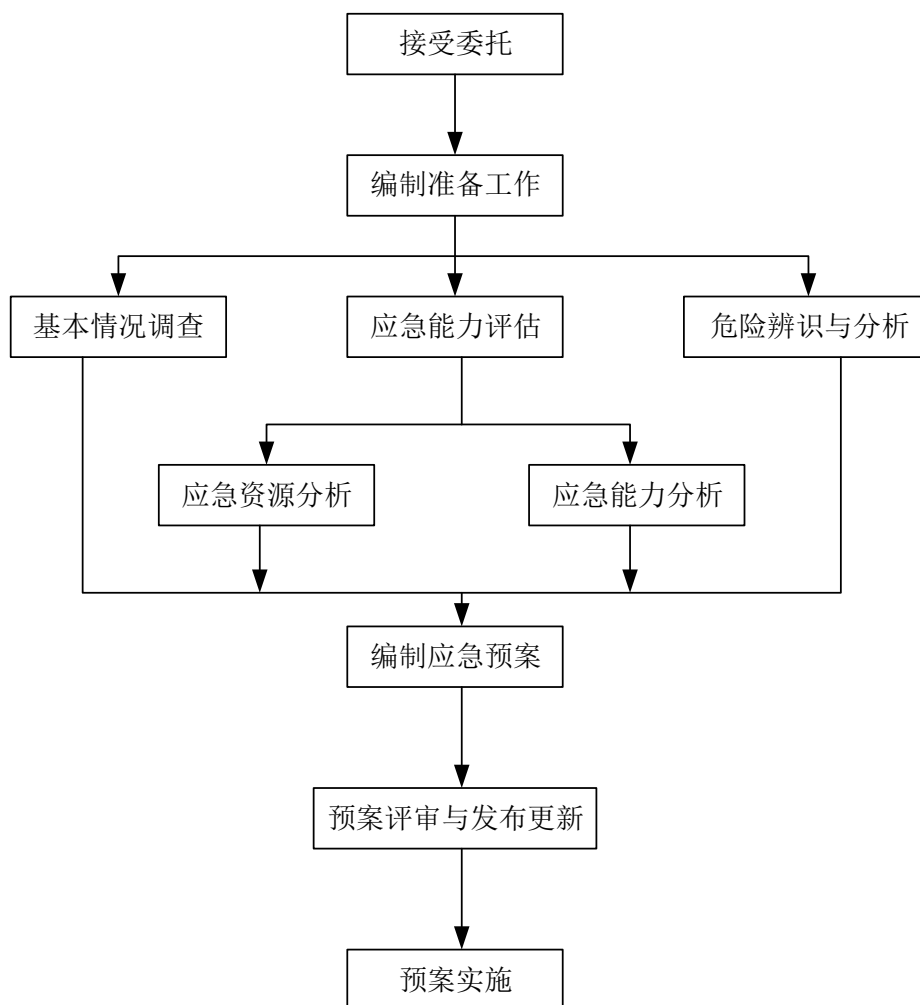 接受委托
编制准备工作
基本情况调查
应急能力评估
危险辨识与分析
应急资源分析
应急能力分析
编制应急预案
预案评审与发布更新
预案实施